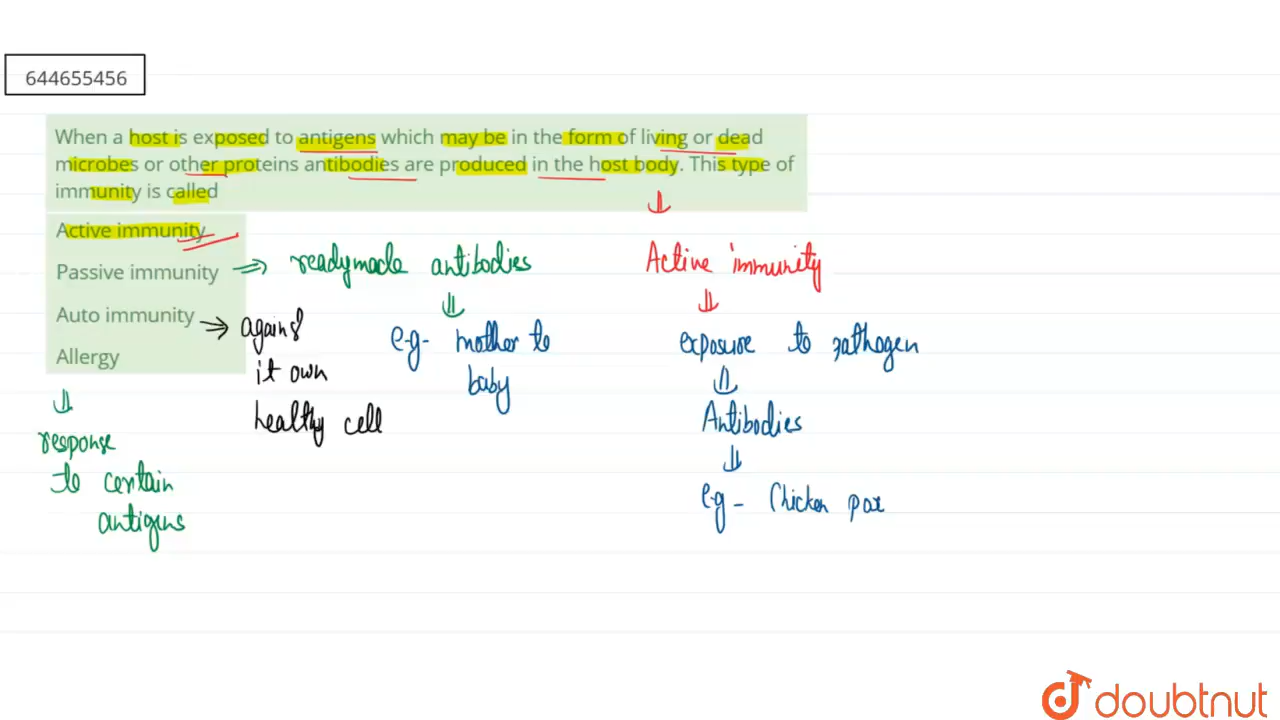 644655456
When a host is exposed to antigens which may be in the form of living or dead
microbes or other proteins antibodies are produced in the host body. This type of
immunity is called
Active immunity
Passive immunity
Auto immunity
Allergy
⇒ readymade antibodies
⇓
e.g- mother to
baby
→ against
it own
healthy cell
⇓
response
to certain
antigens
↓
Active immunity
⇓
exposure to pathogen
⇓
Antibodies
⇓
e.g - Chicken pox
doubtnut